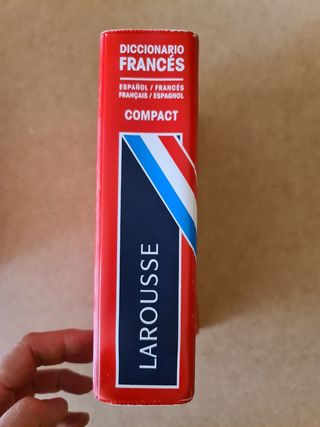 DICCIONARIO
FRANCÉS
ESPAÑOL / FRANCÉS
FRANÇAIS / ESPAGNOL
COMPACT
LAROUSSE